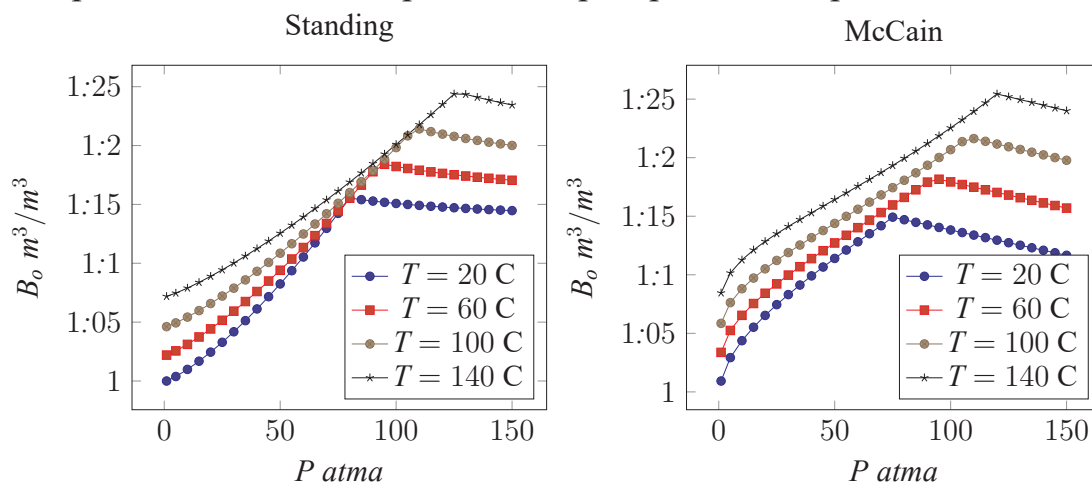 Standing
1:25
1:2
1:15
1:1
1:05
1
B_o m^3/m^3
T = 20 C
T = 60 C
T = 100 C
T = 140 C
0
50
100
150
P atma
McCain
1:25
1:2
1:15
1:1
1:05
1
B_o m^3/m^3
T = 20 C
T = 60 C
T = 100 C
T = 140 C
0
50
100
150
P atma